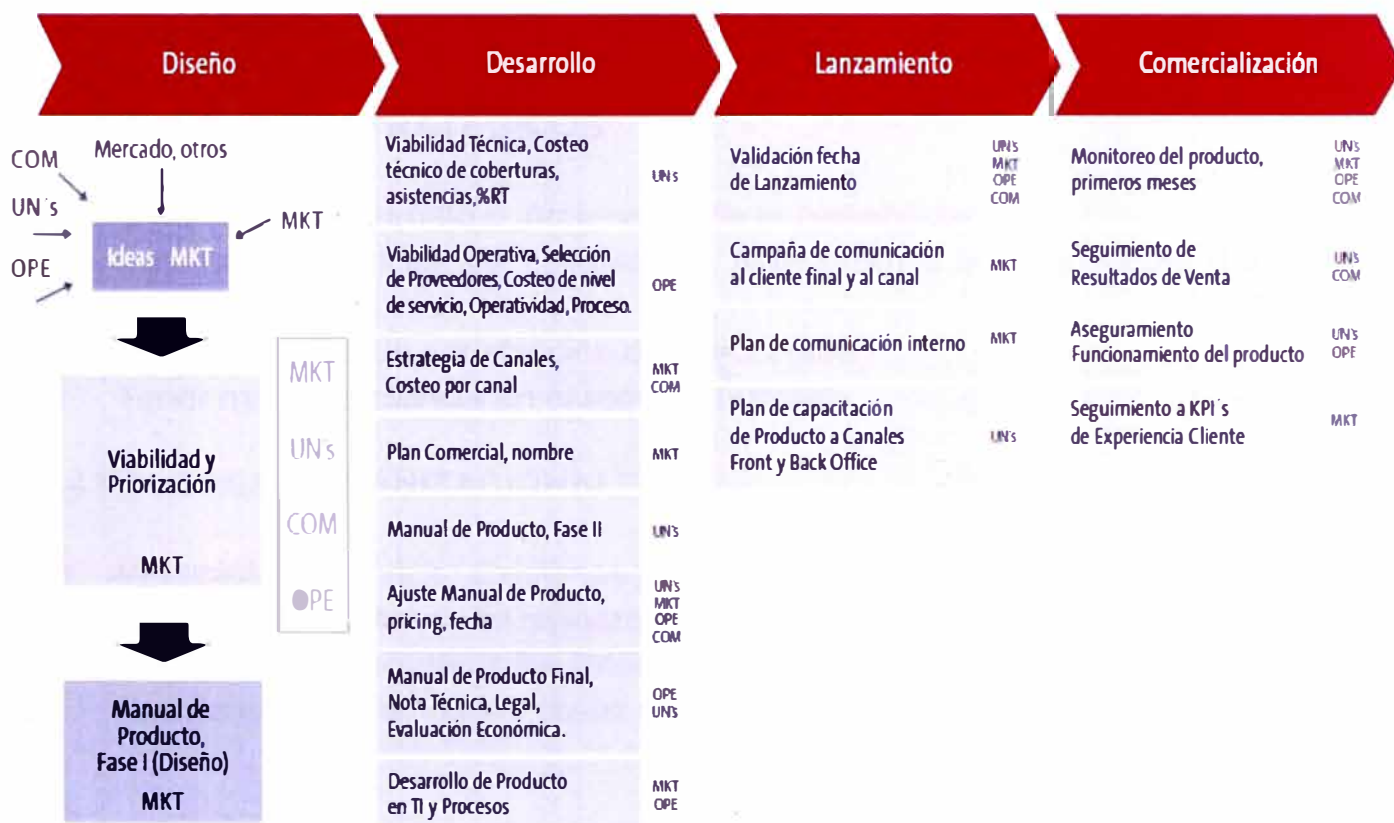 Diseño
Desarrollo
Lanzamiento
Comercialización
COM
Mercado, otros
UN´s
MKT
OPE
Ideas MKT
Viabilidad y
Priorización
MKT
MKT
UN's
COM
OPE
Manual de
Producto,
Fase I (Diseño)
MKT
Viabilidad Técnica, Costeo
técnico de coberturas,
asistencias,%RT
UN's
Viabilidad Operativa, Selección
de Proveedores, Costeo de nivel
de servicio, Operatividad, Proceso.
OPE
Estrategia de Canales,
Costeo por canal
MKT
COM
Plan Comercial, nombre
MKT
Manual de Producto, Fase II
UN's
Ajuste Manual de Producto,
pricing, fecha
UN's
MKT
OPE
COM
Manual de Producto Final,
Nota Técnica, Legal,
Evaluación Económica.
OPE
UN's
Desarrollo de Producto
en TI y Procesos
MKT
OPE
Validación fecha
de Lanzamiento
UN's
MKT
OPE
COM
Campaña de comunicación
al cliente final y al canal
MKT
Plan de comunicación interno
MKT
Plan de capacitación
de Producto a Canales
Front y Back Office
UN's
Monitoreo del producto,
primeros meses
UN's
MKT
OPE
COM
Seguimiento de
Resultados de Venta
UN's
COM
Aseguramiento
Funcionamiento del producto
UN's
OPE
Seguimiento a KPI´s
de Experiencia Cliente
MKT